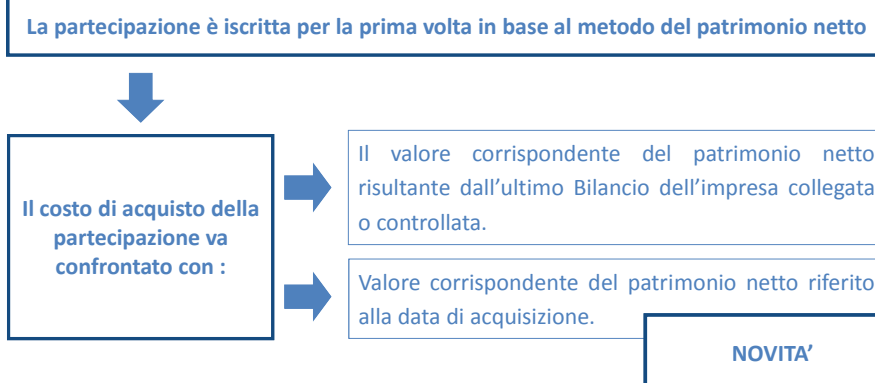 La partecipazione è iscritta per la prima volta in base al metodo del patrimonio netto
Il costo di acquisto della
partecipazione va
confrontato con :
Il valore corrispondente del patrimonio netto
risultante dall'ultimo Bilancio dell'impresa collegata
o controllata.
Valore corrispondente del patrimonio netto riferito
alla data di acquisizione.
NOVITA'